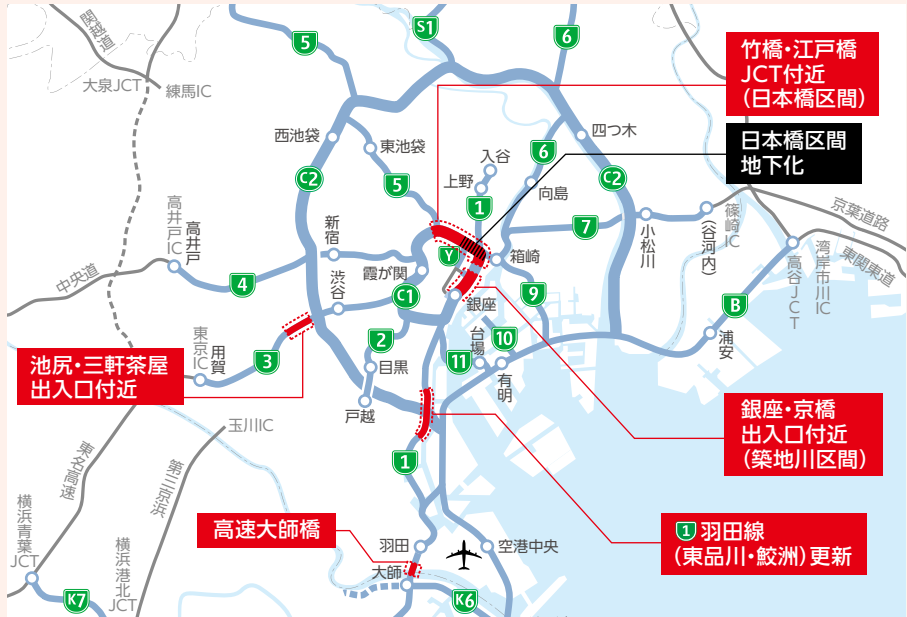 関越道
大泉JCT
練馬IC
5
S1
6
竹橋・江戸橋
JCT付近
(日本橋区間)
日本橋区間
地下化
西池袋
東池袋
入谷
上野
四つ木
6
向島
C2
C2
5
1
7
高井戸IC
高井戸
新宿
渋谷
霞が関
Y
箱崎
小松川
(谷河内)
篠崎IC
京葉道路
湾岸市川IC
東関東道
高谷JCT
中央道
4
C1
銀座
9
B
浦安
池尻・三軒茶屋
出入口付近
東京IC
用賀
3
2
目黒
戸越
台場
11
10
有明
銀座・京橋
出入口付近
(築地川区間)
玉川IC
東名高速
第三京浜
1
1 羽田線
(東品川・鮫洲)更新
高速大師橋
羽田
大師
空港中央
横浜青葉
JCT
横浜港北
JCT
K7
K6